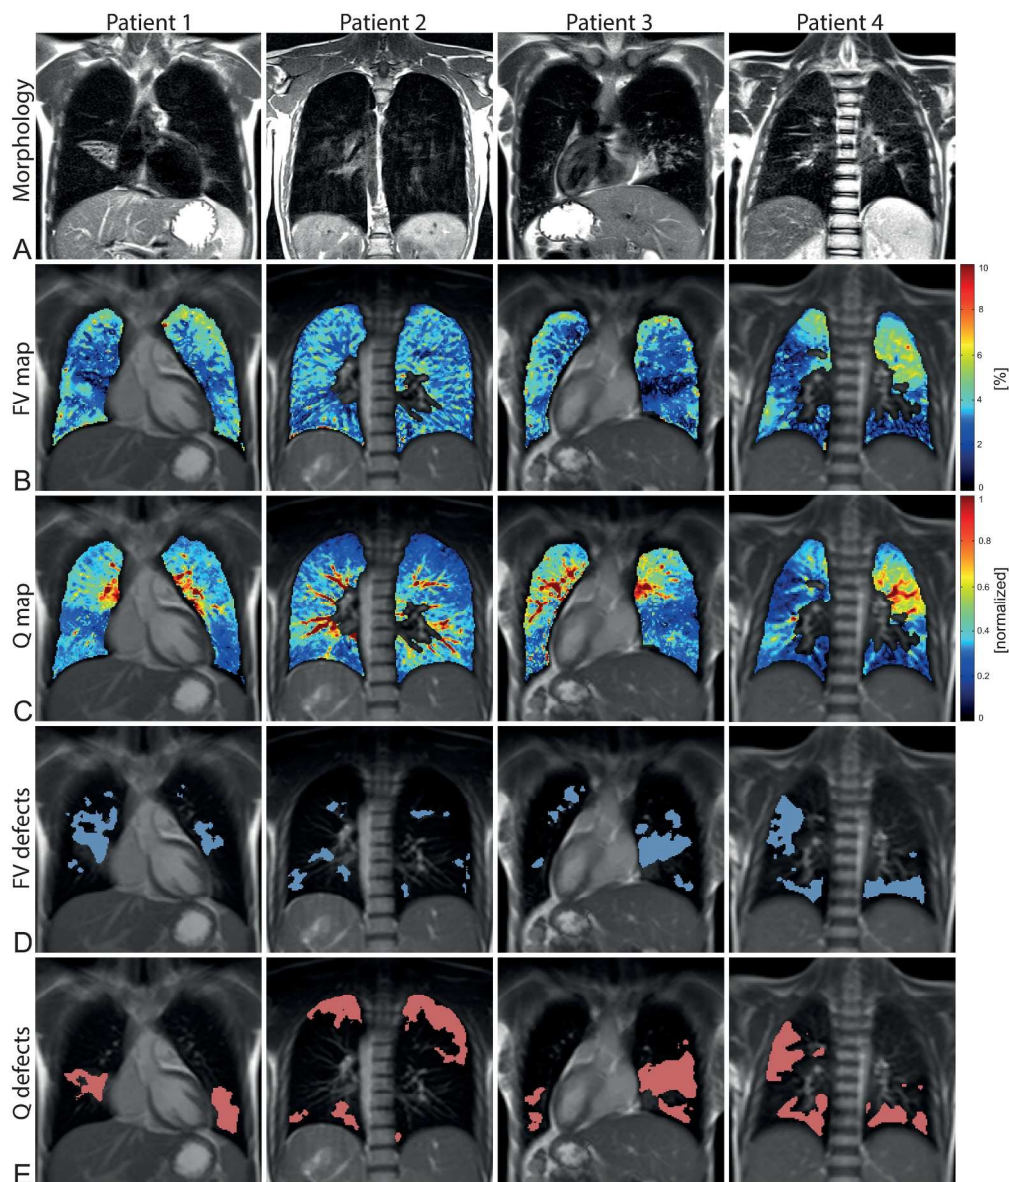 Patient 1 Patient 2 Patient 3 Patient 4
Morphology
A
FV map
B
10
8
6
4
2
0
[%]
Q map
C
1
0.8
0.6
0.4
0.2
0
[normalized]
FV defects
D
Q defects
E